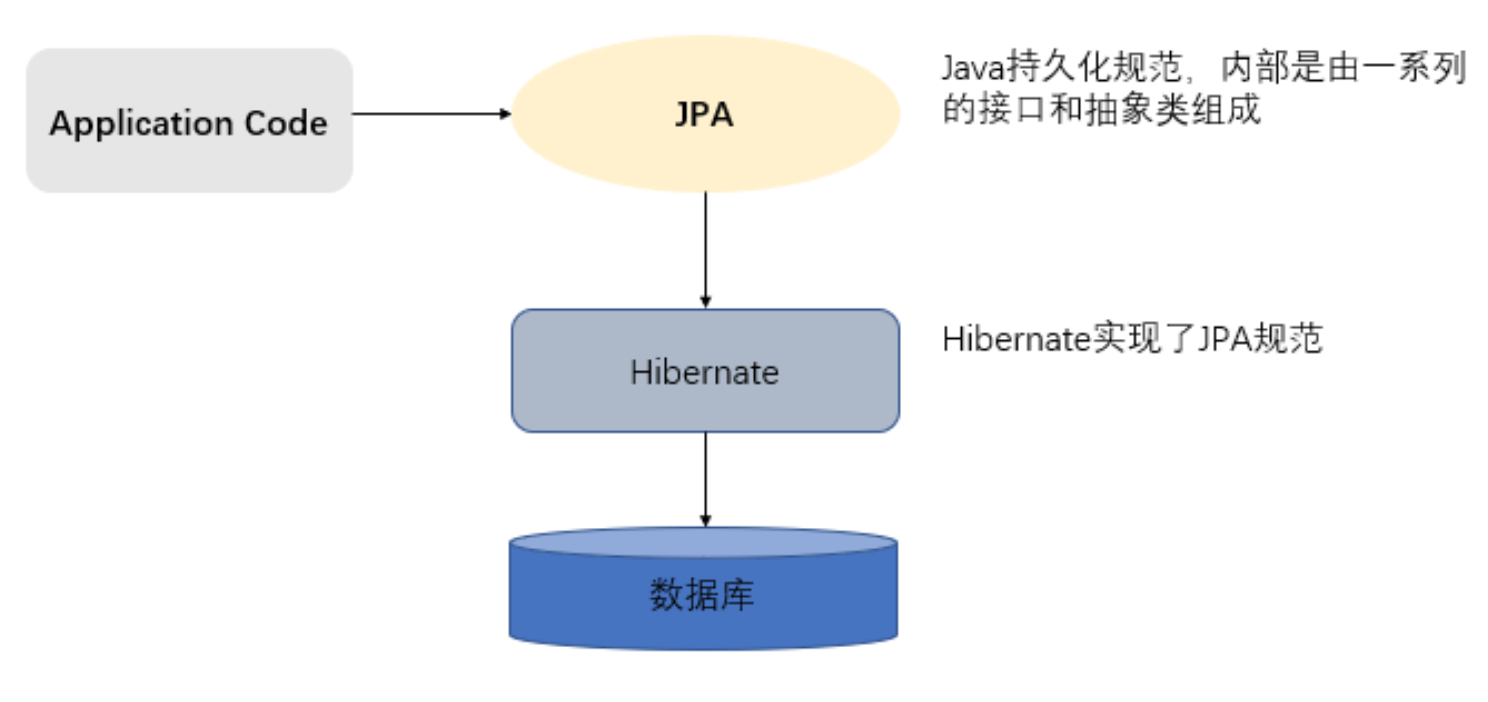 Application Code
JPA
Java持久化规范，内部是由一系列
的接口和抽象类组成
Hibernate
Hibernate实现了JPA规范
数据库